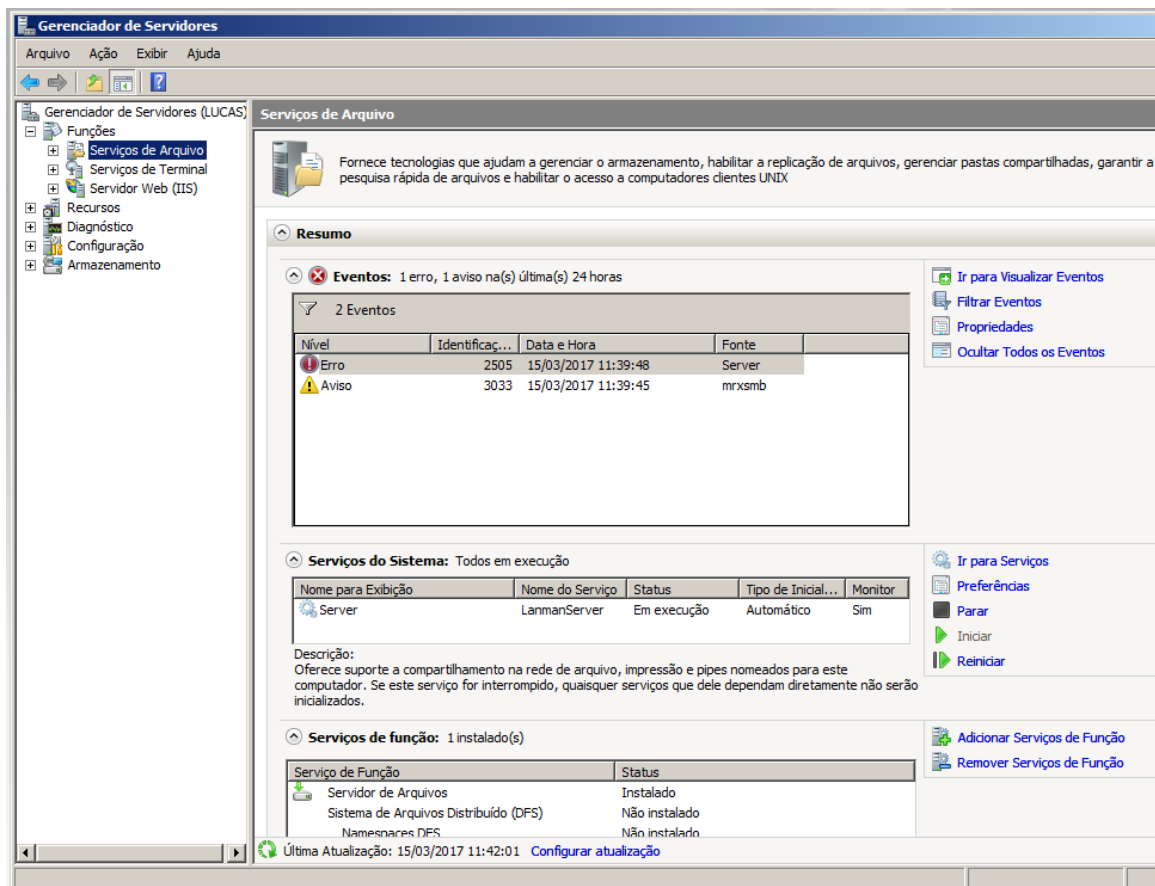 Gerenciador de Servidores
Arquivo Ação Exibir Ajuda
Gerenciador de Servidores (LUCAS)
Funções
Serviços de Arquivo
Serviços de Terminal
Servidor Web (IIS)
Recursos
Diagnóstico
Configuração
Armazenamento
Serviços de Arquivo
Fornece tecnologias que ajudam a gerenciar o armazenamento, habilitar a replicação de arquivos, gerenciar pastas compartilhadas, garantir a
pesquisa rápida de arquivos e habilitar o acesso a computadores clientes UNIX
Resumo
Eventos: 1 erro, 1 aviso na(s) última(s) 24 horas
2 Eventos
Nível Identificaç... Data e Hora Fonte
Erro 2505 15/03/2017 11:39:48 Server
Aviso 3033 15/03/2017 11:39:45 mrxsmb
Ir para Visualizar Eventos
Filtrar Eventos
Propriedades
Ocultar Todos os Eventos
Serviços do Sistema: Todos em execução
Nome para Exibição Nome do Serviço Status Tipo de Inicial... Monitor
Server LanmanServer Em execução Automático Sim
Descrição:
Oferece suporte a compartilhamento na rede de arquivo, impressão e pipes nomeados para este
computador. Se este serviço for interrompido, quaisquer serviços que dele dependam diretamente não serão
inicializados.
Ir para Serviços
Preferências
Parar
Iniciar
Reiniciar
Serviços de função: 1 instalado(s)
Serviço de Função Status
Servidor de Arquivos Instalado
Sistema de Arquivos Distribuído (DFS) Não instalado
Namespaces DFS Não instalado
Adicionar Serviços de Função
Remover Serviços de Função
Última Atualização: 15/03/2017 11:42:01 Configurar atualização